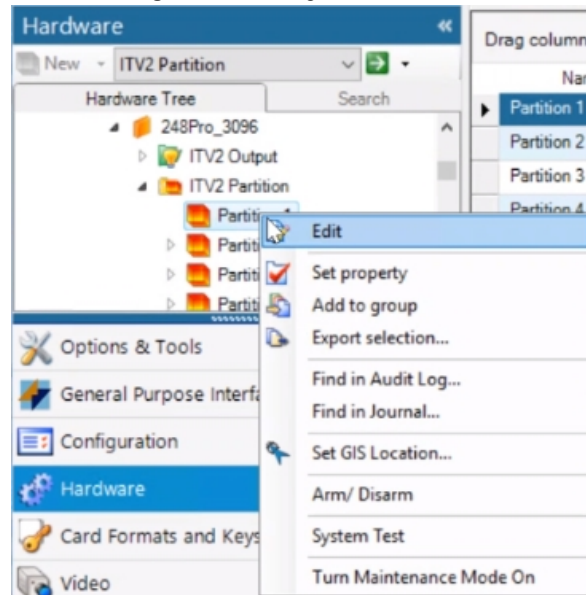 Hardware
New
ITV2 Partition
Hardware Tree
Search
248Pro_3096
ITV2 Output
ITV2 Partition
Options & Tools
Configuration
Hardware
Card Formats and Keys
Video
Drag column
Partition 1
Partition 2
Partition 3
Partition 4
Edit
Set property
Add to group
Export selection...
Find in Audit Log...
Find in Journal...
Set GIS Location...
Arm/ Disarm
System Test
Turn Maintenance Mode On
General Purpose